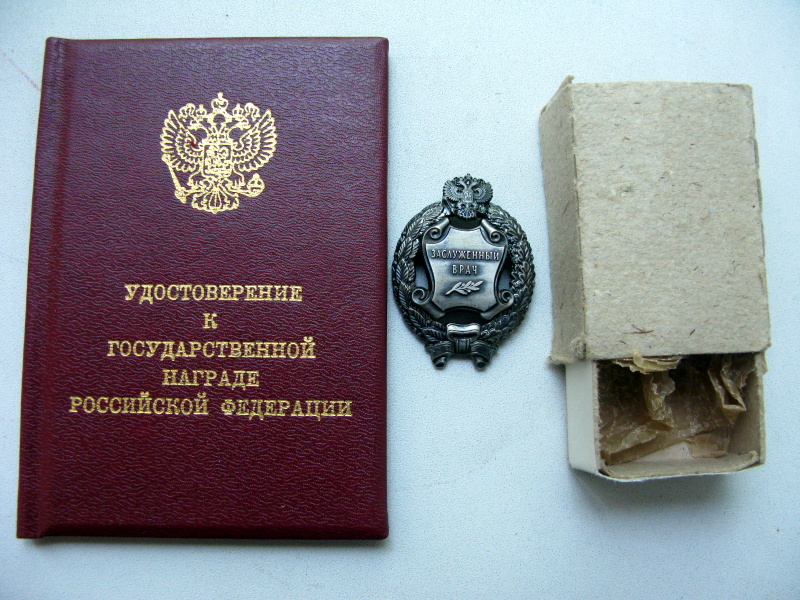 УДОСТОВЕРЕНИЕ
К
ГОСУДАРСТВЕННОЙ
НАГРАДЕ
РОССИЙСКОЙ ФЕДЕРАЦИИ
ЗАСЛУЖЕННЫЙ
ВРАЧ